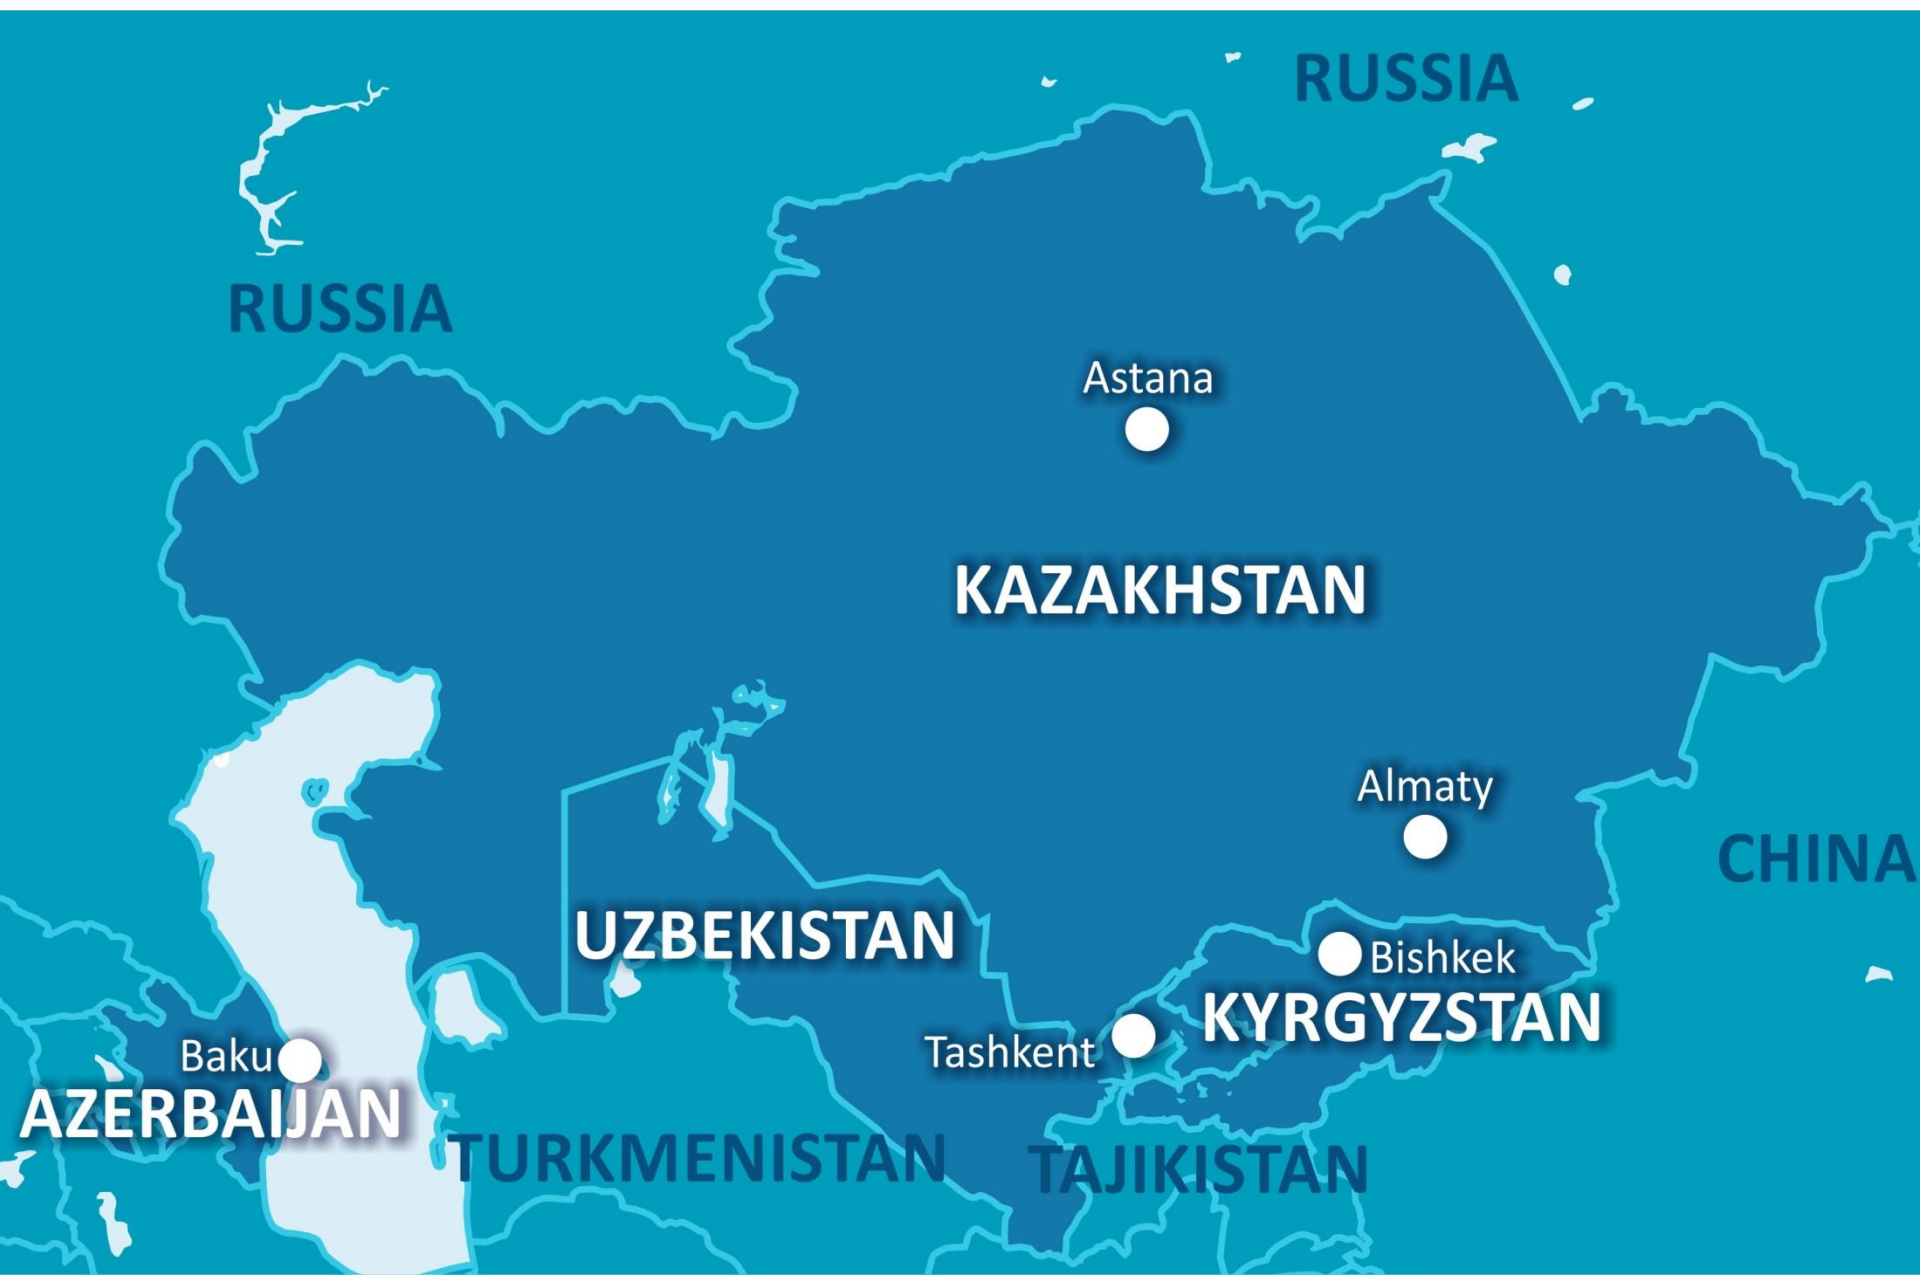 RUSSIA
RUSSIA
Astana
KAZAKHSTAN
Almaty
CHINA
UZBEKISTAN
Bishkek
KYRGYZSTAN
Tashkent
Baku
AZERBAIJAN
TURKMENISTAN
TAJIKISTAN